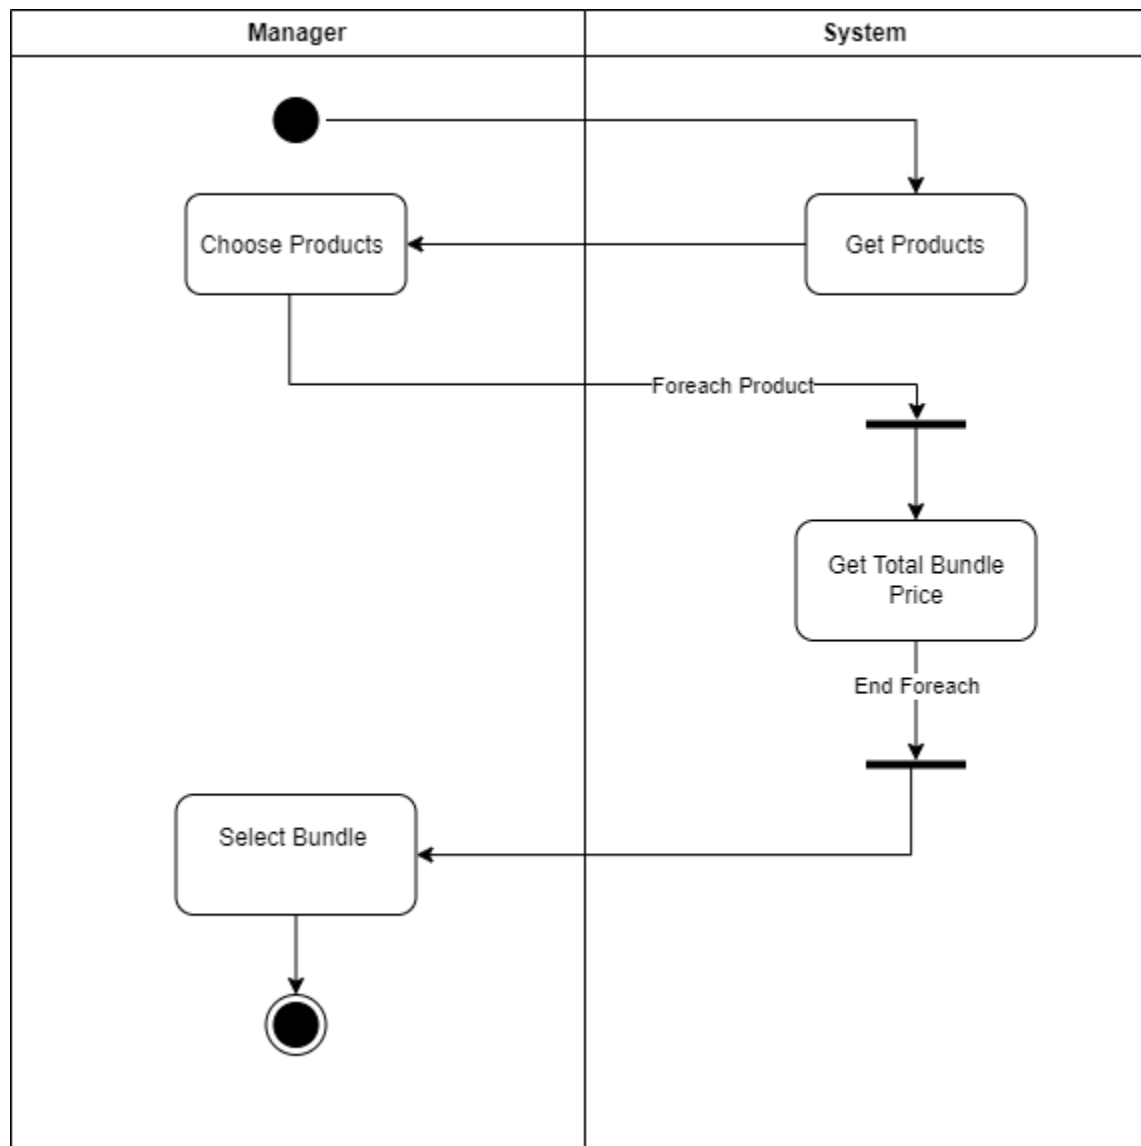 Manager
System
Choose Products
Get Products
Foreach Product
Get Total Bundle
Price
End Foreach
Select Bundle